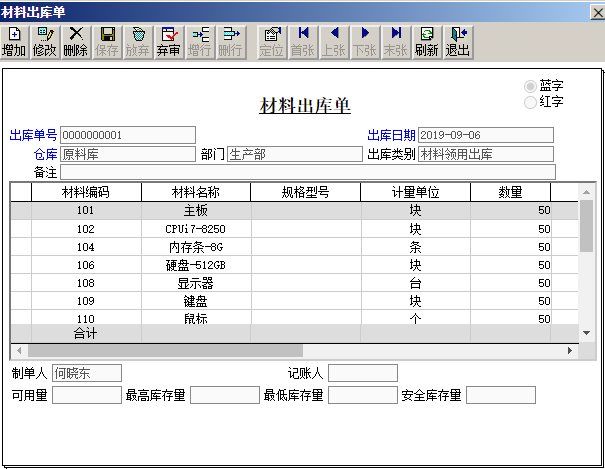 材料出库单
增加 修改 删除 保存 放弃 弃审 增行 删行 定位 首张 上张 下张 末张 刷新 退出
蓝字
红字
材料出库单
出库单号 0000000001 出库日期 2019-09-06
仓库 原料库 部门 生产部 出库类别 材料领用出库
备注
材料编码 材料名称 规格型号 计量单位 数量
101 主板 块 50
102 CPUi7-8250 块 50
104 内存条-8G 条 50
106 硬盘-512GB 块 50
108 显示器 台 50
109 键盘 块 50
110 鼠标 个 50
合计
制单人 何晓东 记账人
可用量 最高库存量 最低库存量 安全库存量